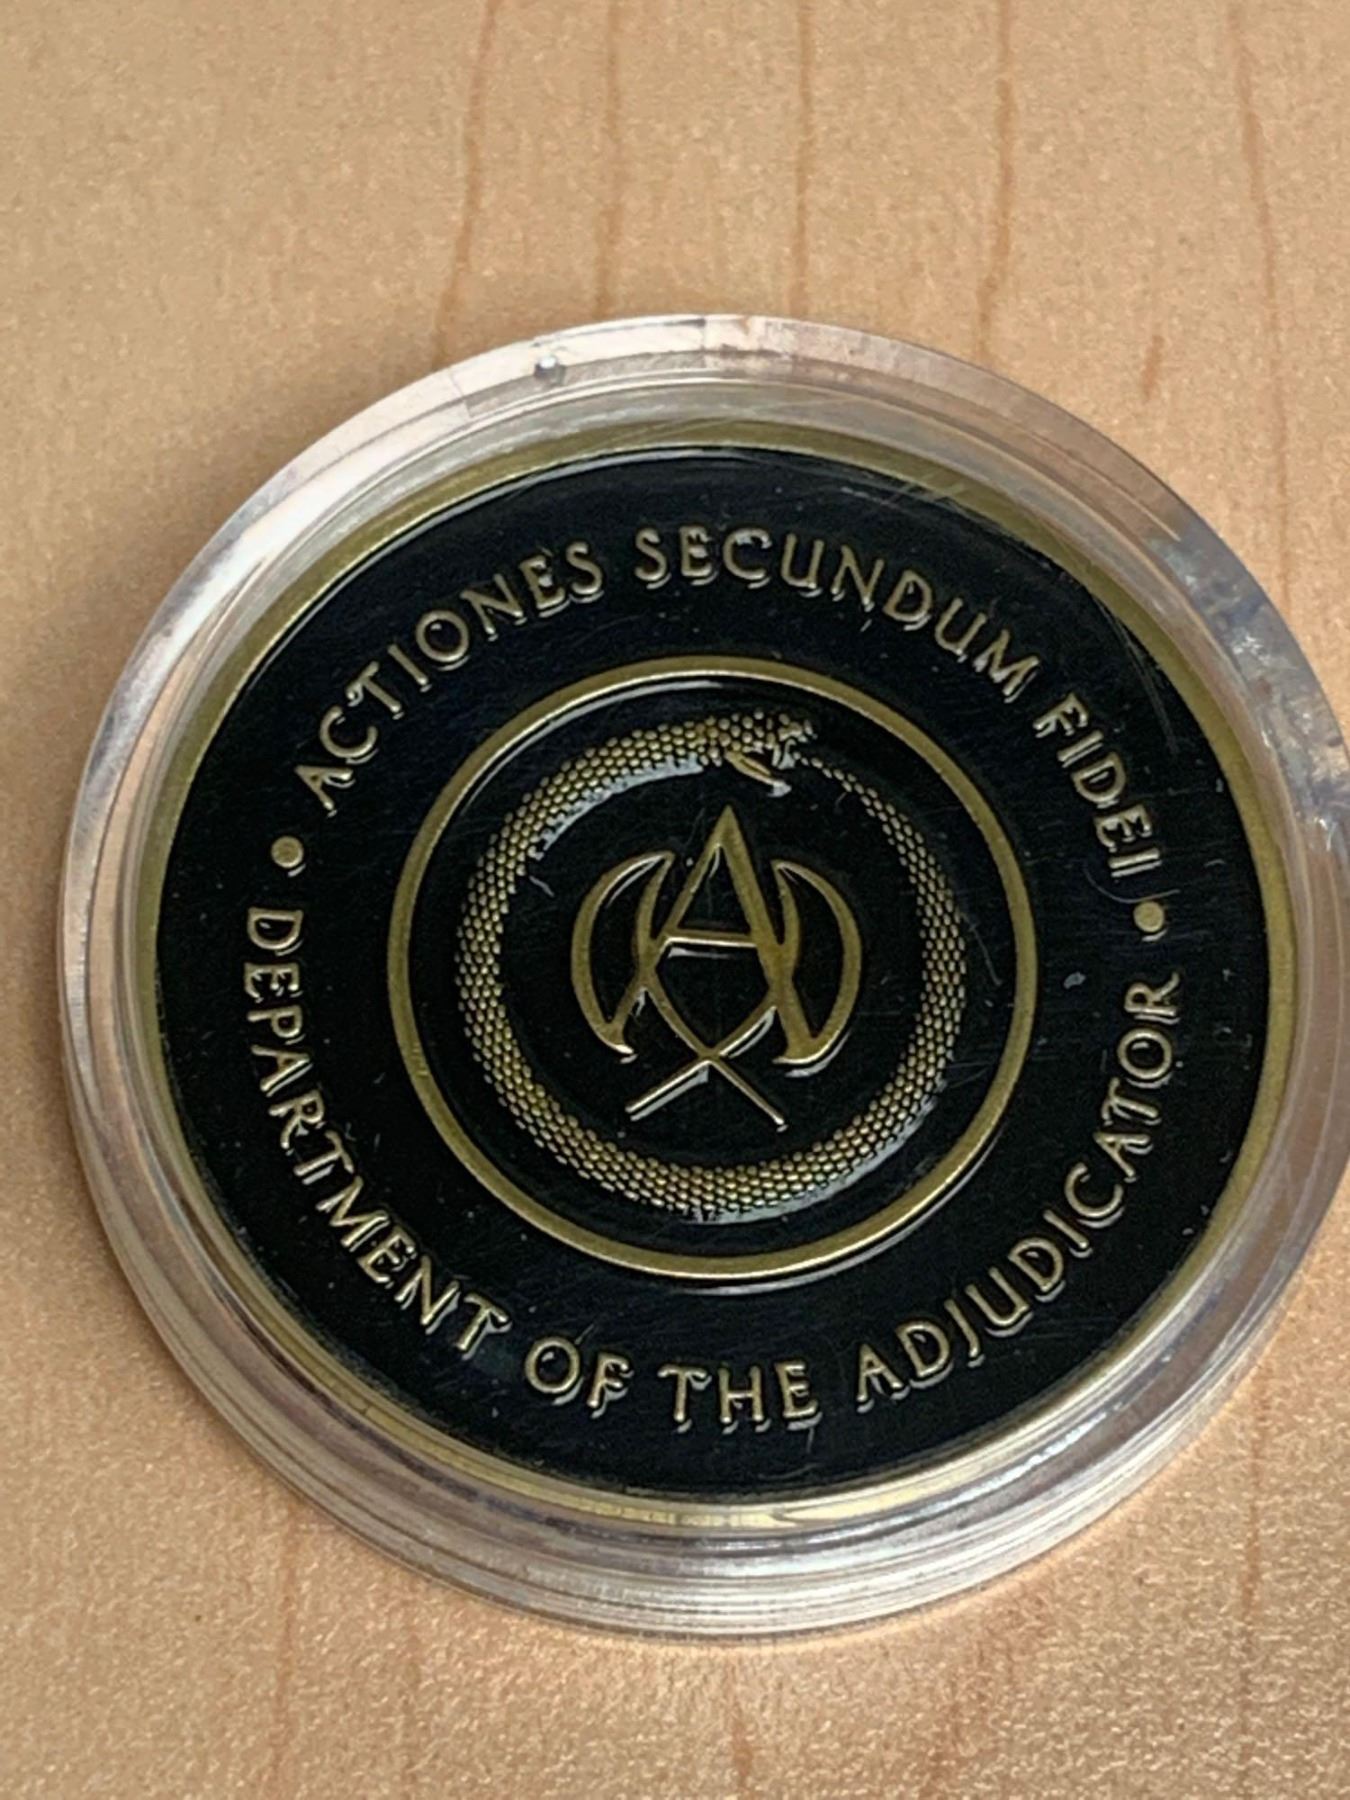 ACTIONES SECUNDUM FIDEI
A
DEPARTMENT OF THE ADJUDICATOR